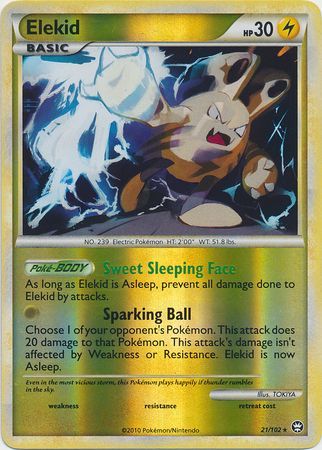 Elekid
HP 30
BASIC
NO. 239 Electric Pokémon HT: 2'00" WT: 51.8 lbs.
Poké-BODY Sweet Sleeping Face
As long as Elekid is Asleep, prevent all damage done to
Elekid by attacks.
Sparking Ball
Choose 1 of your opponent's Pokémon. This attack does
20 damage to that Pokémon. This attack's damage isn't
affected by Weakness or Resistance. Elekid is now
Asleep.
Even in the most vicious storm, this Pokémon plays happily if thunder rumbles
in the sky.
Illus. TOKIYA
weakness resistance retreat cost
©2010 Pokémon/Nintendo 21/102 ★